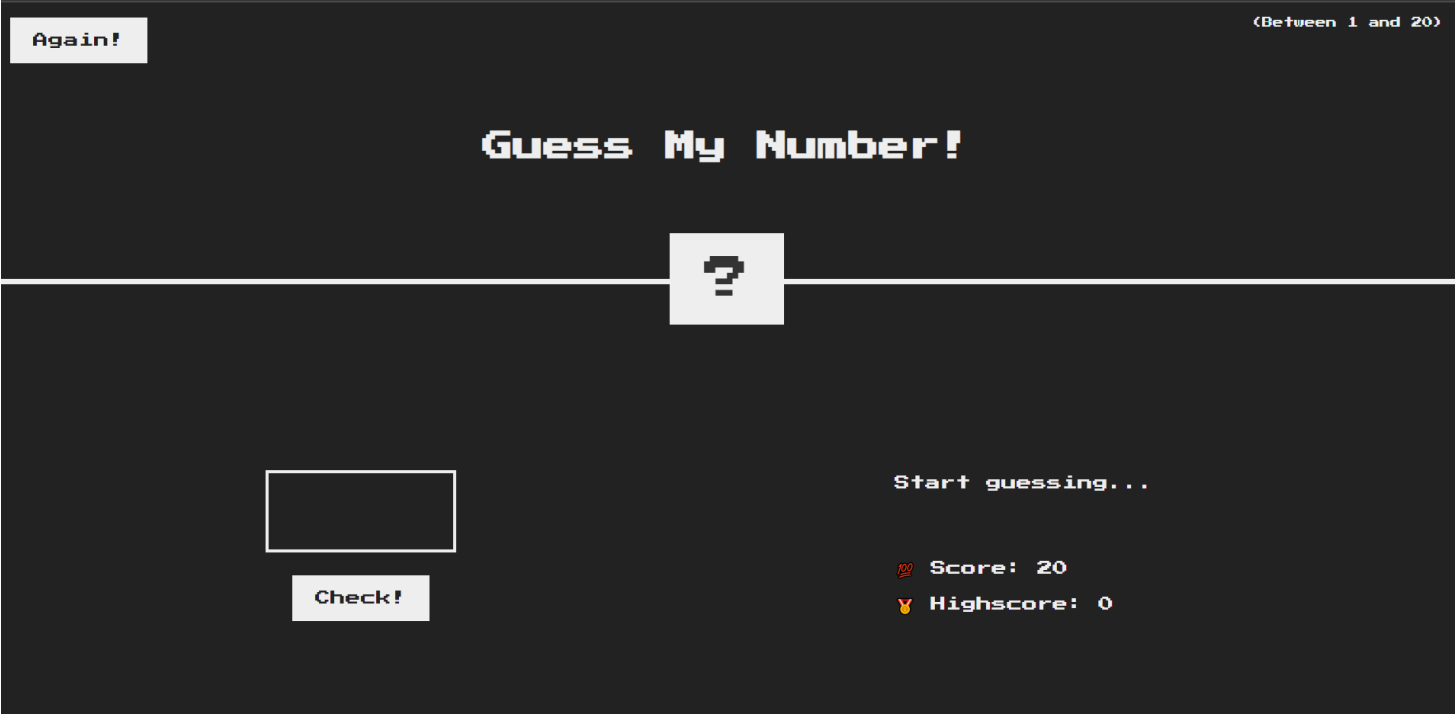 Again!
(Between 1 and 20)
Guess My Number!
?
Start guessing...
💯 Score: 20
🥇 Highscore: 0
Check!